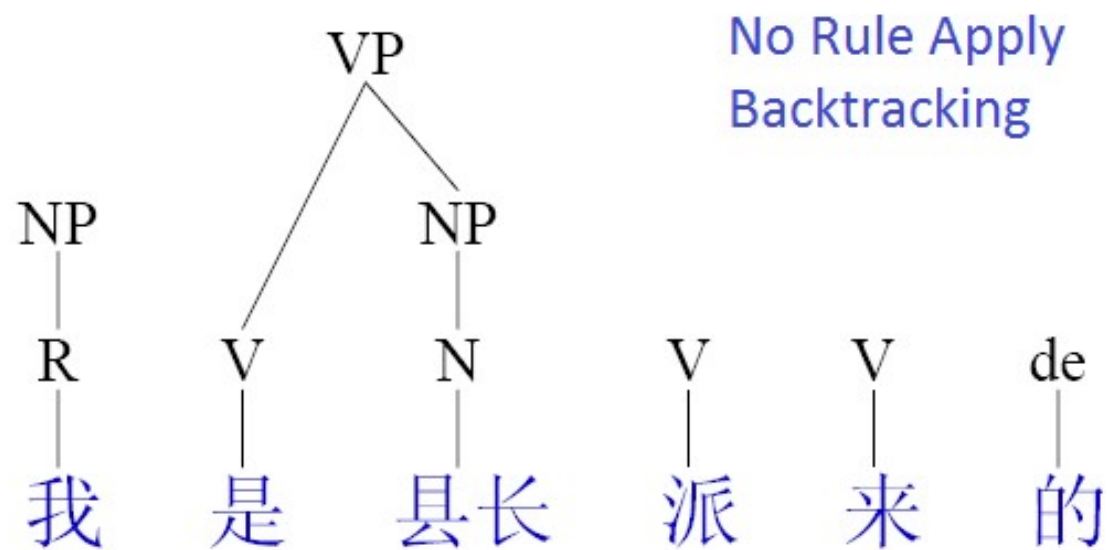 No Rule Apply
Backtracking
VP
NP NP
R V N V V de
我 是 县长 派 来 的